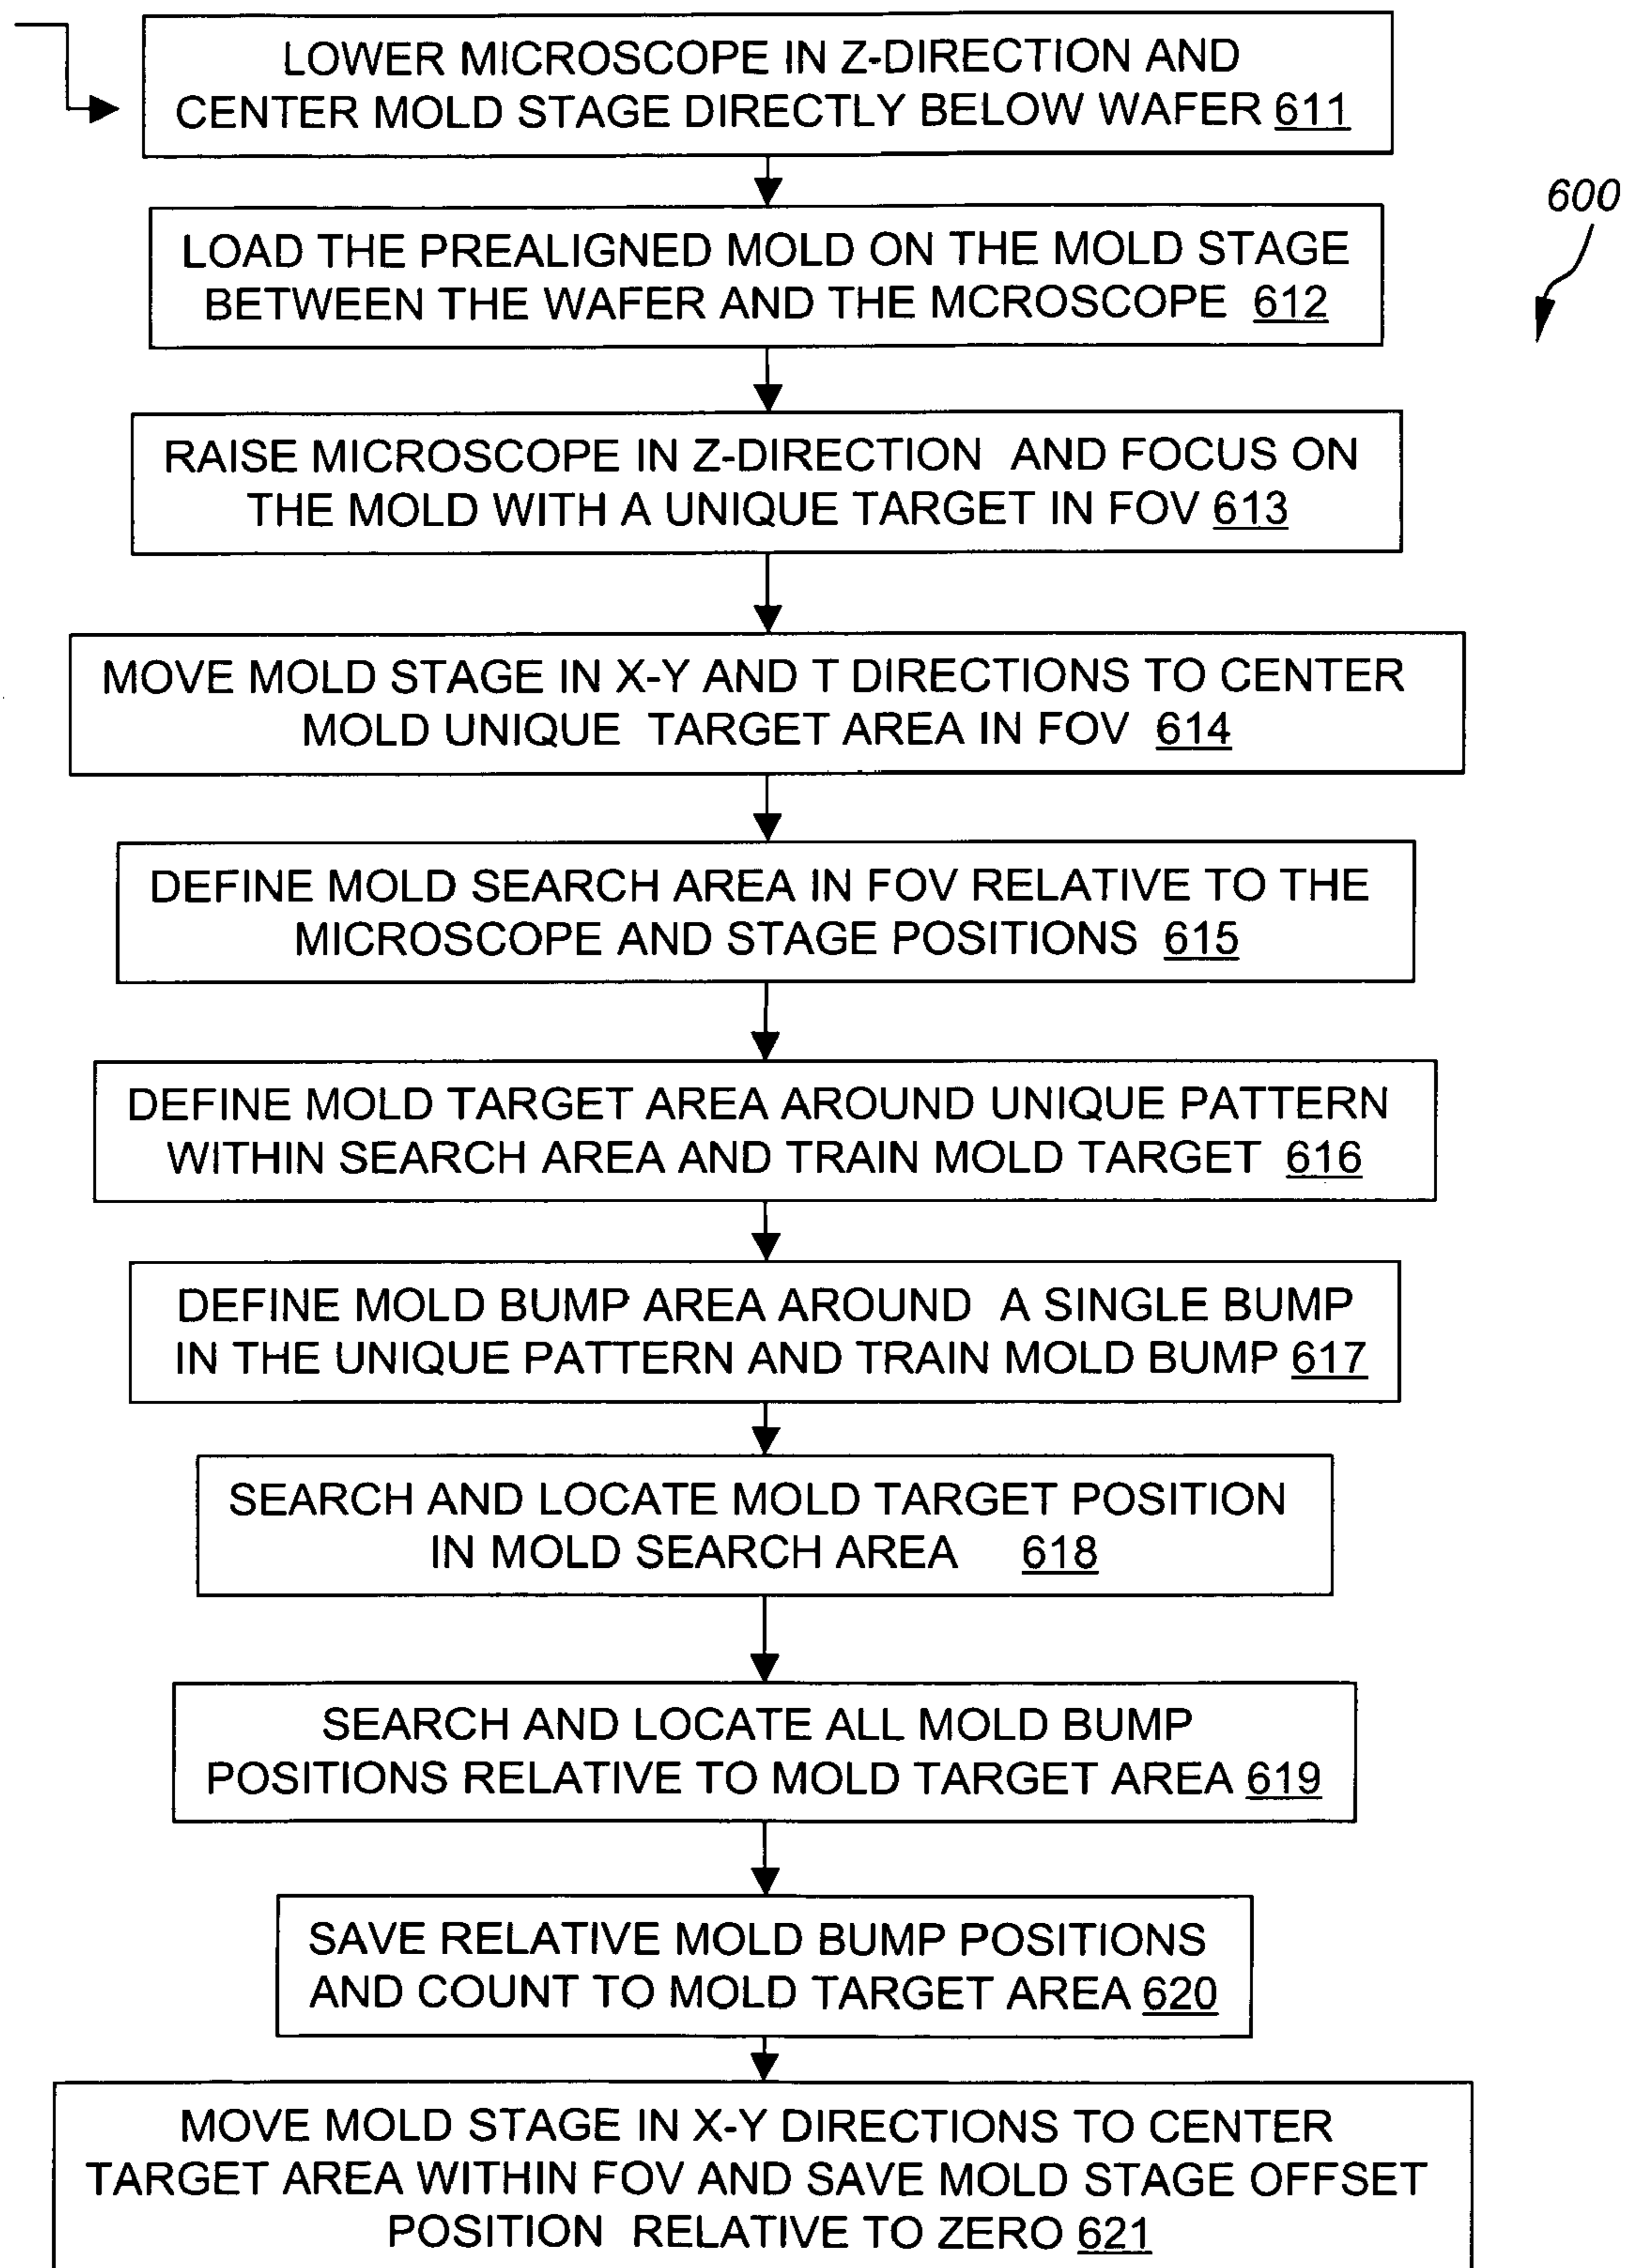 LOWER MICROSCOPE IN Z-DIRECTION AND
CENTER MOLD STAGE DIRECTLY BELOW WAFER 611
600
LOAD THE PREALIGNED MOLD ON THE MOLD STAGE
BETWEEN THE WAFER AND THE MCROSCOPE 612
RAISE MICROSCOPE IN Z-DIRECTION AND FOCUS ON
THE MOLD WITH A UNIQUE TARGET IN FOV 613
MOVE MOLD STAGE IN X-Y AND T DIRECTIONS TO CENTER
MOLD UNIQUE TARGET AREA IN FOV 614
DEFINE MOLD SEARCH AREA IN FOV RELATIVE TO THE
MICROSCOPE AND STAGE POSITIONS 615
DEFINE MOLD TARGET AREA AROUND UNIQUE PATTERN
WITHIN SEARCH AREA AND TRAIN MOLD TARGET 616
DEFINE MOLD BUMP AREA AROUND A SINGLE BUMP
IN THE UNIQUE PATTERN AND TRAIN MOLD BUMP 617
SEARCH AND LOCATE MOLD TARGET POSITION
IN MOLD SEARCH AREA 618
SEARCH AND LOCATE ALL MOLD BUMP
POSITIONS RELATIVE TO MOLD TARGET AREA 619
SAVE RELATIVE MOLD BUMP POSITIONS
AND COUNT TO MOLD TARGET AREA 620
MOVE MOLD STAGE IN X-Y DIRECTIONS TO CENTER
TARGET AREA WITHIN FOV AND SAVE MOLD STAGE OFFSET
POSITION RELATIVE TO ZERO 621